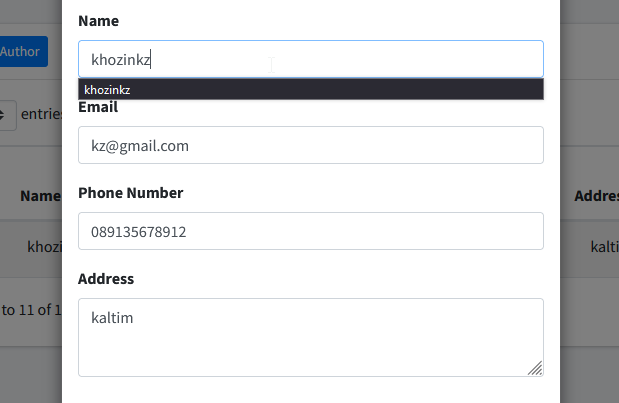 Name
Author
khozinkz
khozinkz
Email
entries
kz@gmail.com
Phone Number
Name
Addres
089135678912
khozi
kalti
Address
to 11 of 1
kaltim